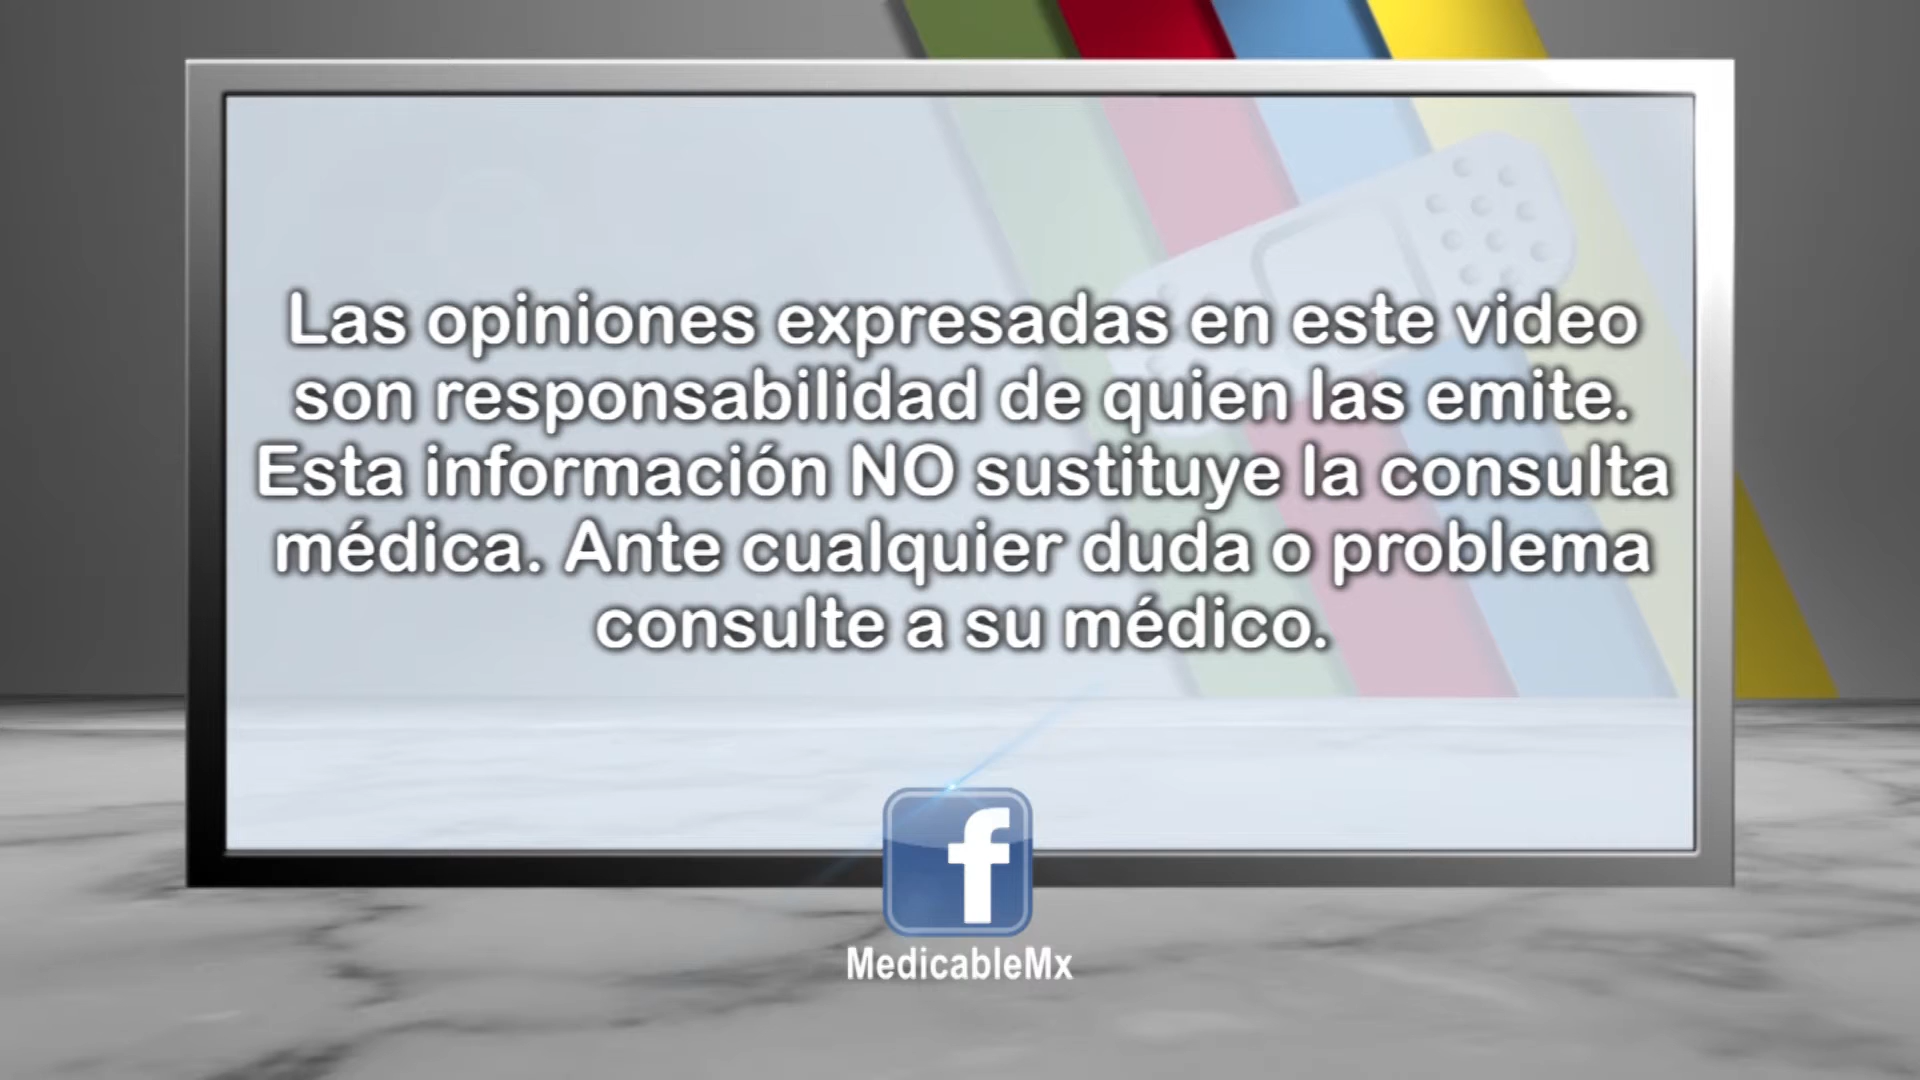 Las opiniones expresadas en este video
son responsabilidad de quien las emite.
Esta información NO sustituye la consulta
médica. Ante cualquier duda o problema
consulte a su médico.
f
MedicableMx